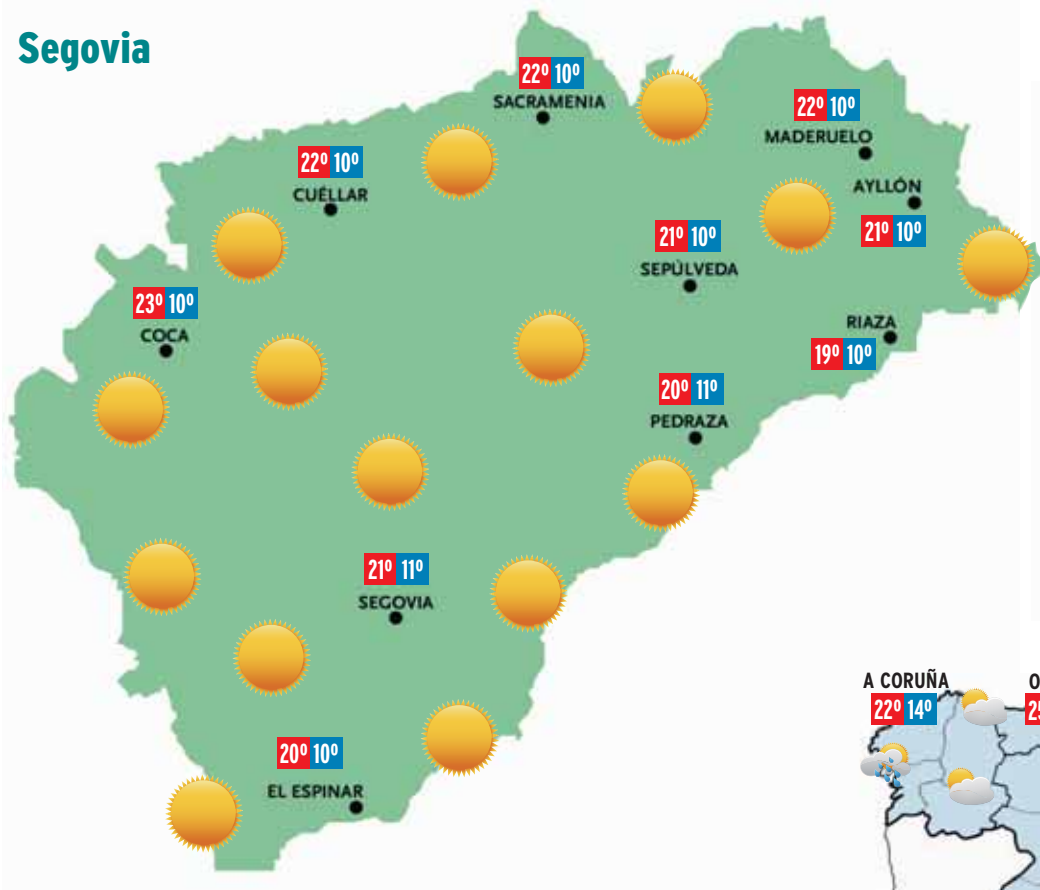 Segovia
22º 10º
SACRAMENIA
22º 10º
MADERUELO
22º 10º
CUÉLLAR
AYLLÓN
21º 10º
21º 10º
SEPÚLVEDA
23º 10º
COCA
RIAZA
19º 10º
20º 11º
PEDRAZA
21º 11º
SEGOVIA
A CORUÑA
22º 14º
20º 10º
EL ESPINAR